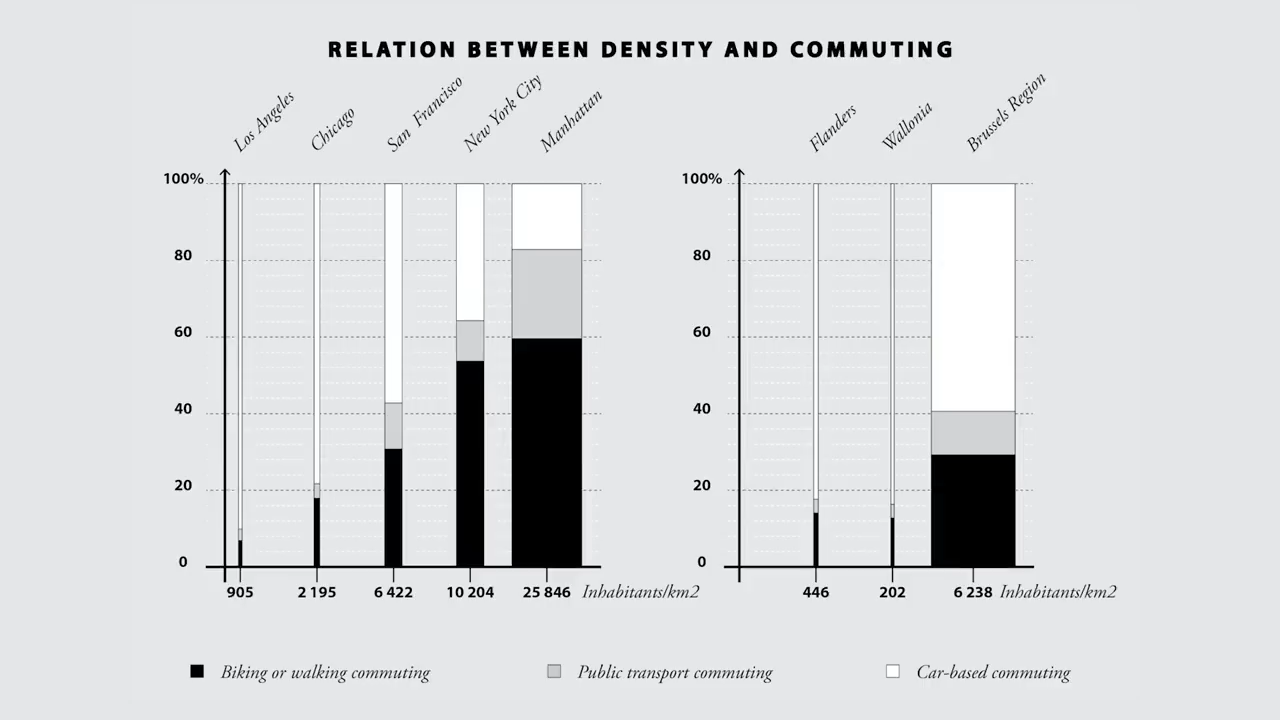 RELATION BETWEEN DENSITY AND COMMUTING
Los Angeles
Chicago
San Francisco
New York City
Manhattan
Flanders
Wallonia
Brussels Region
100%
80
60
40
20
0
100%
80
60
40
20
0
905 2 195 6 422 10 204 25 846 Inhabitants/km2
446 202 6 238 Inhabitants/km2
Biking or walking commuting
Public transport commuting
Car-based commuting